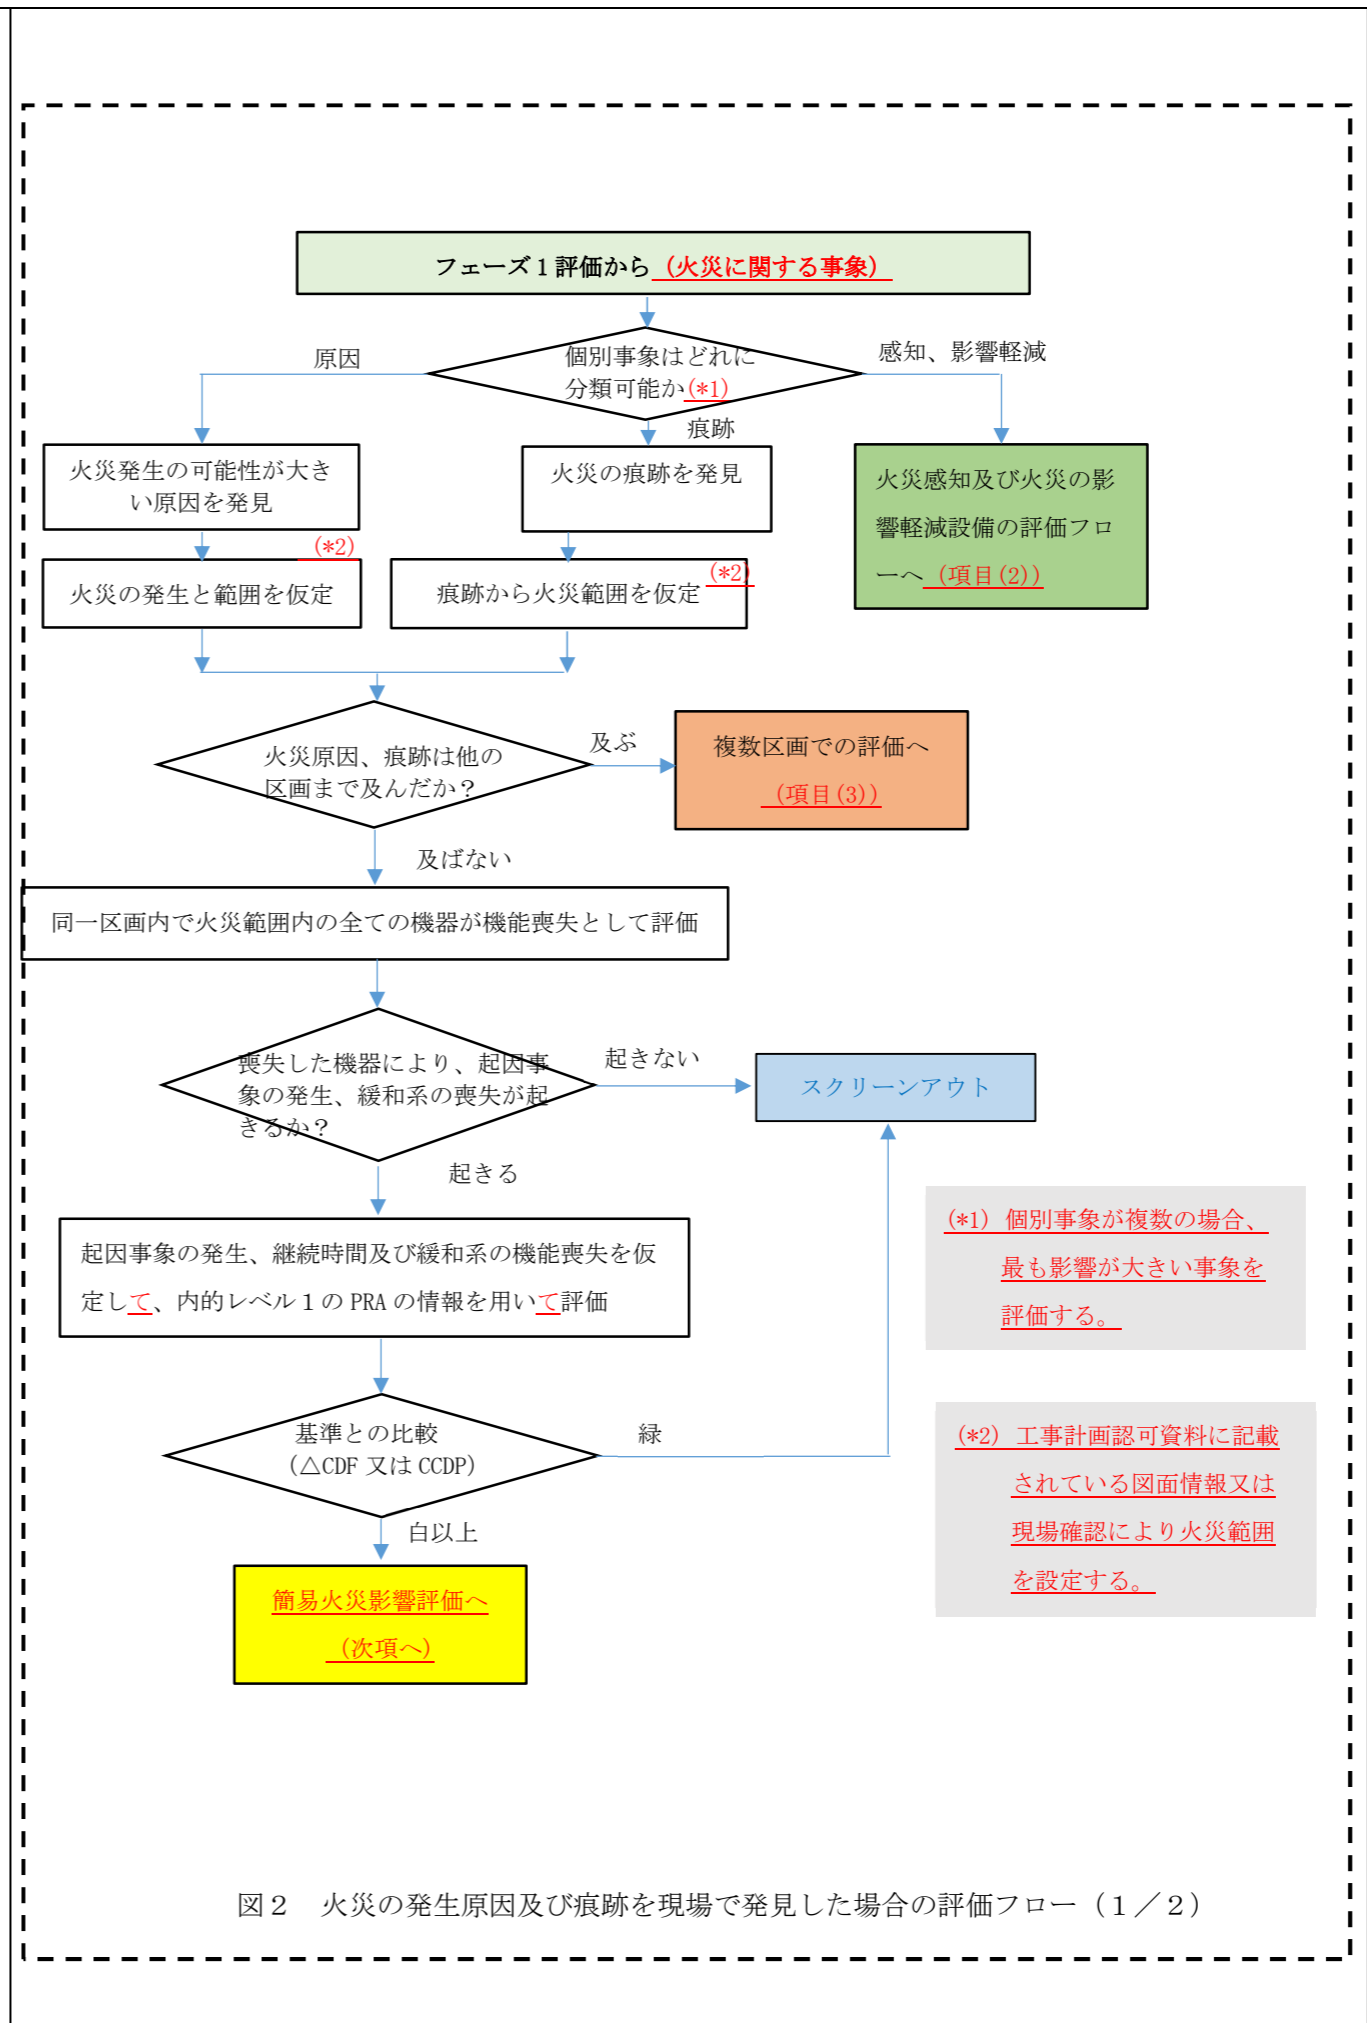 フェーズ１評価から（火災に関する事象）
原因
個別事象はどれに
分類可能か(*1)
感知、影響軽減
痕跡
火災発生の可能性が大き
い原因を発見
火災の痕跡を発見
火災感知及び火災の影
響軽減設備の評価フロ
ーへ（項目(2)）
(*2)
火災の発生と範囲を仮定
(*2)
痕跡から火災範囲を仮定
火災原因、痕跡は他の
区画まで及んだか？
及ぶ
複数区画での評価へ
（項目(3)）
及ばない
同一区画内で火災範囲内の全ての機器が機能喪失として評価
喪失した機器により、起因事
象の発生、緩和系の喪失が起
きるか？
起きない
スクリーンアウト
起きる
起因事象の発生、継続時間及び緩和系の機能喪失を仮
定して、内的レベル１の PRA の情報を用いて評価
(*1) 個別事象が複数の場合、
最も影響が大きい事象を
評価する。
基準との比較
（△CDF 又は CCDP）
緑
白以上
(*2) 工事計画認可資料に記載
されている図面情報又は
現場確認により火災範囲
を設定する。
簡易火災影響評価へ
（次項へ）
図２　火災の発生原因及び痕跡を現場で発見した場合の評価フロー（１／２）